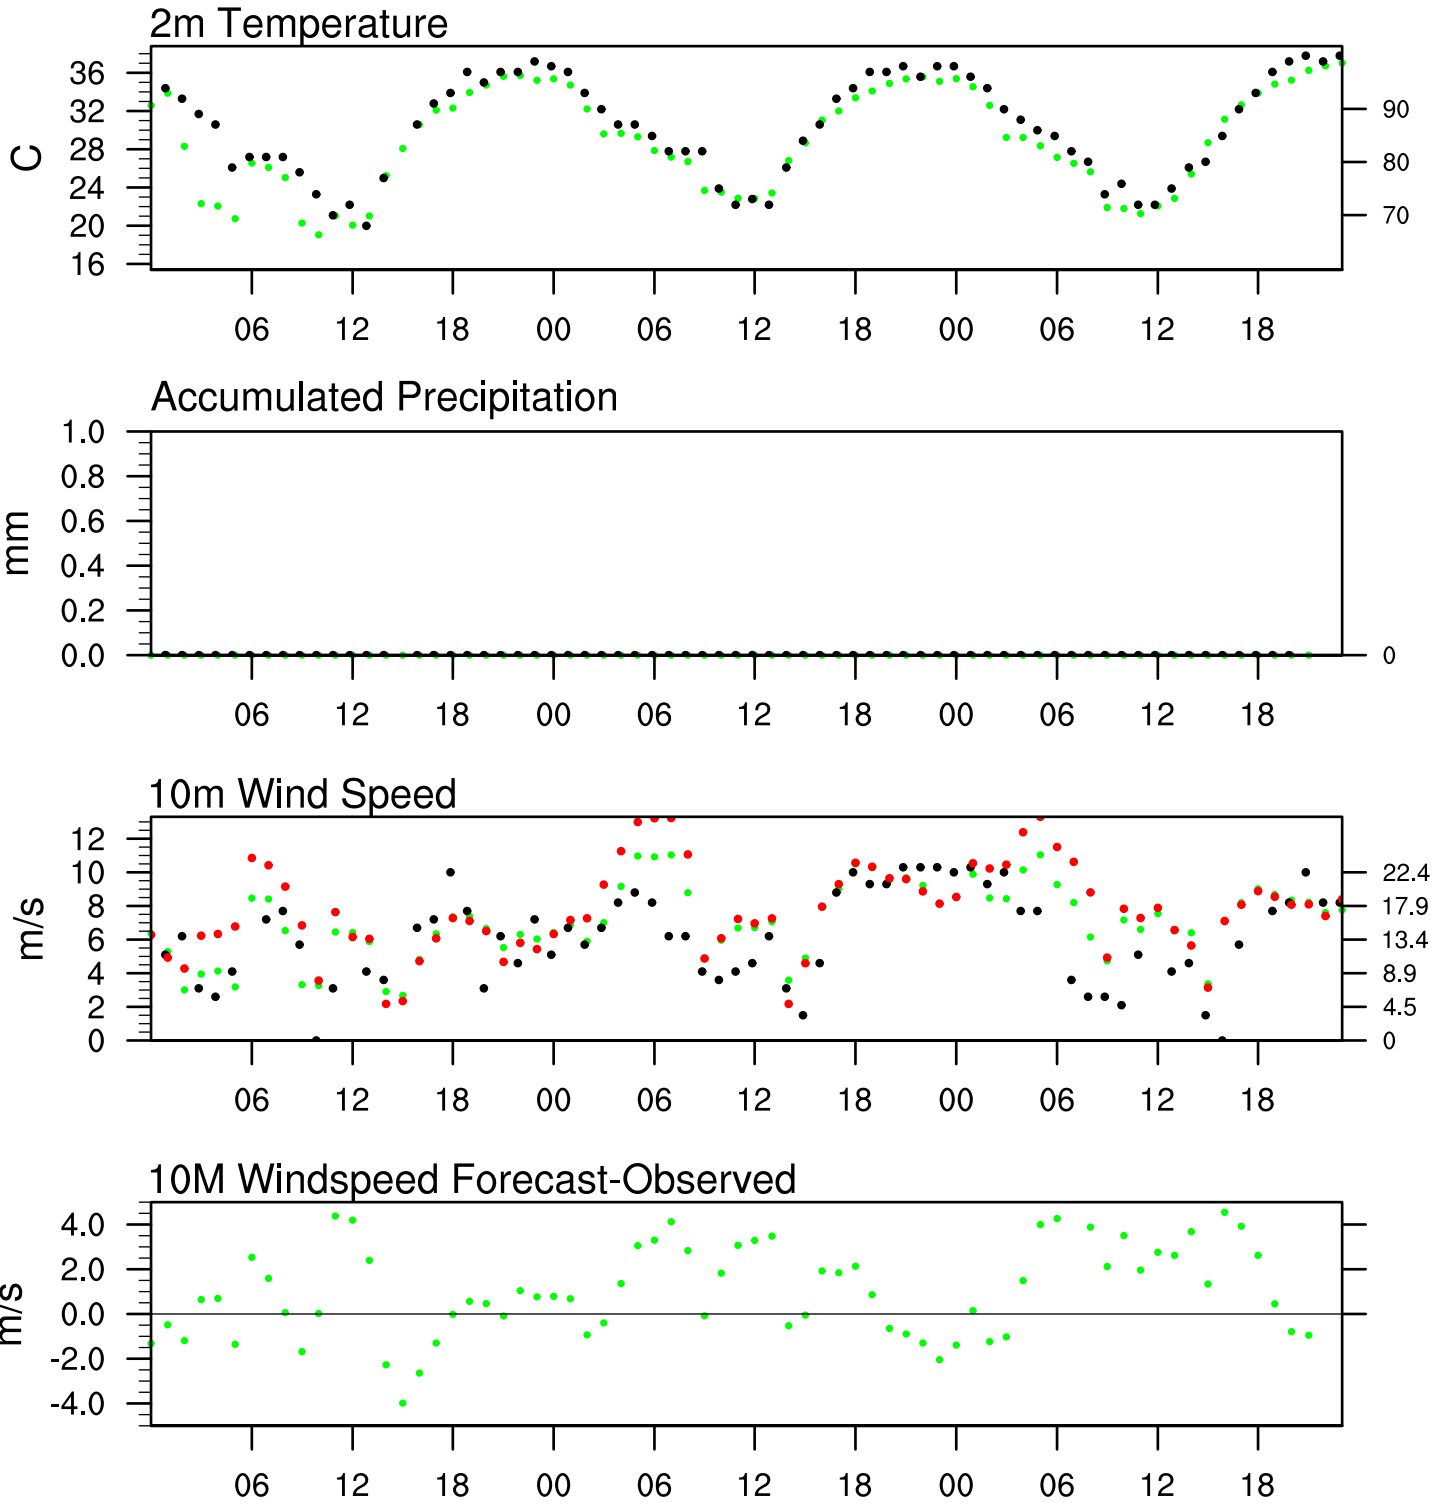 2m Temperature
36
32
28
24
20
16
C
90
80
70
06 12 18 00 06 12 18 00 06 12 18
Accumulated Precipitation
1.0
0.8
0.6
0.4
0.2
0.0
mm
0
06 12 18 00 06 12 18 00 06 12 18
10m Wind Speed
12
10
8
6
4
2
0
m/s
22.4
17.9
13.4
8.9
4.5
0
06 12 18 00 06 12 18 00 06 12 18
10M Windspeed Forecast-Observed
4.0
2.0
0.0
-2.0
-4.0
m/s
06 12 18 00 06 12 18 00 06 12 18